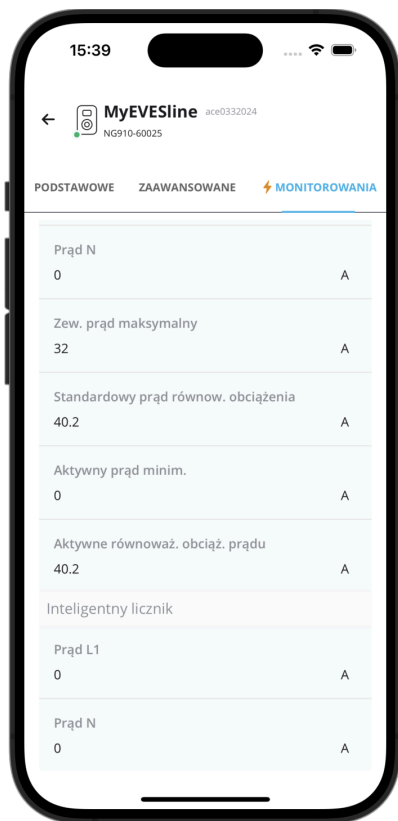 15:39
MyEVESline ace0332024
NG910-60025
PODSTAWOWE ZAAWANSOWANE MONITOROWANIA
Prąd N
0 A
Zew. prąd maksymalny
32 A
Standardowy prąd równow. obciążenia
40.2 A
Aktywny prąd minim.
0 A
Aktywne równoważ. obciąż. prądu
40.2 A
Inteligentny licznik
Prąd L1
0 A
Prąd N
0 A